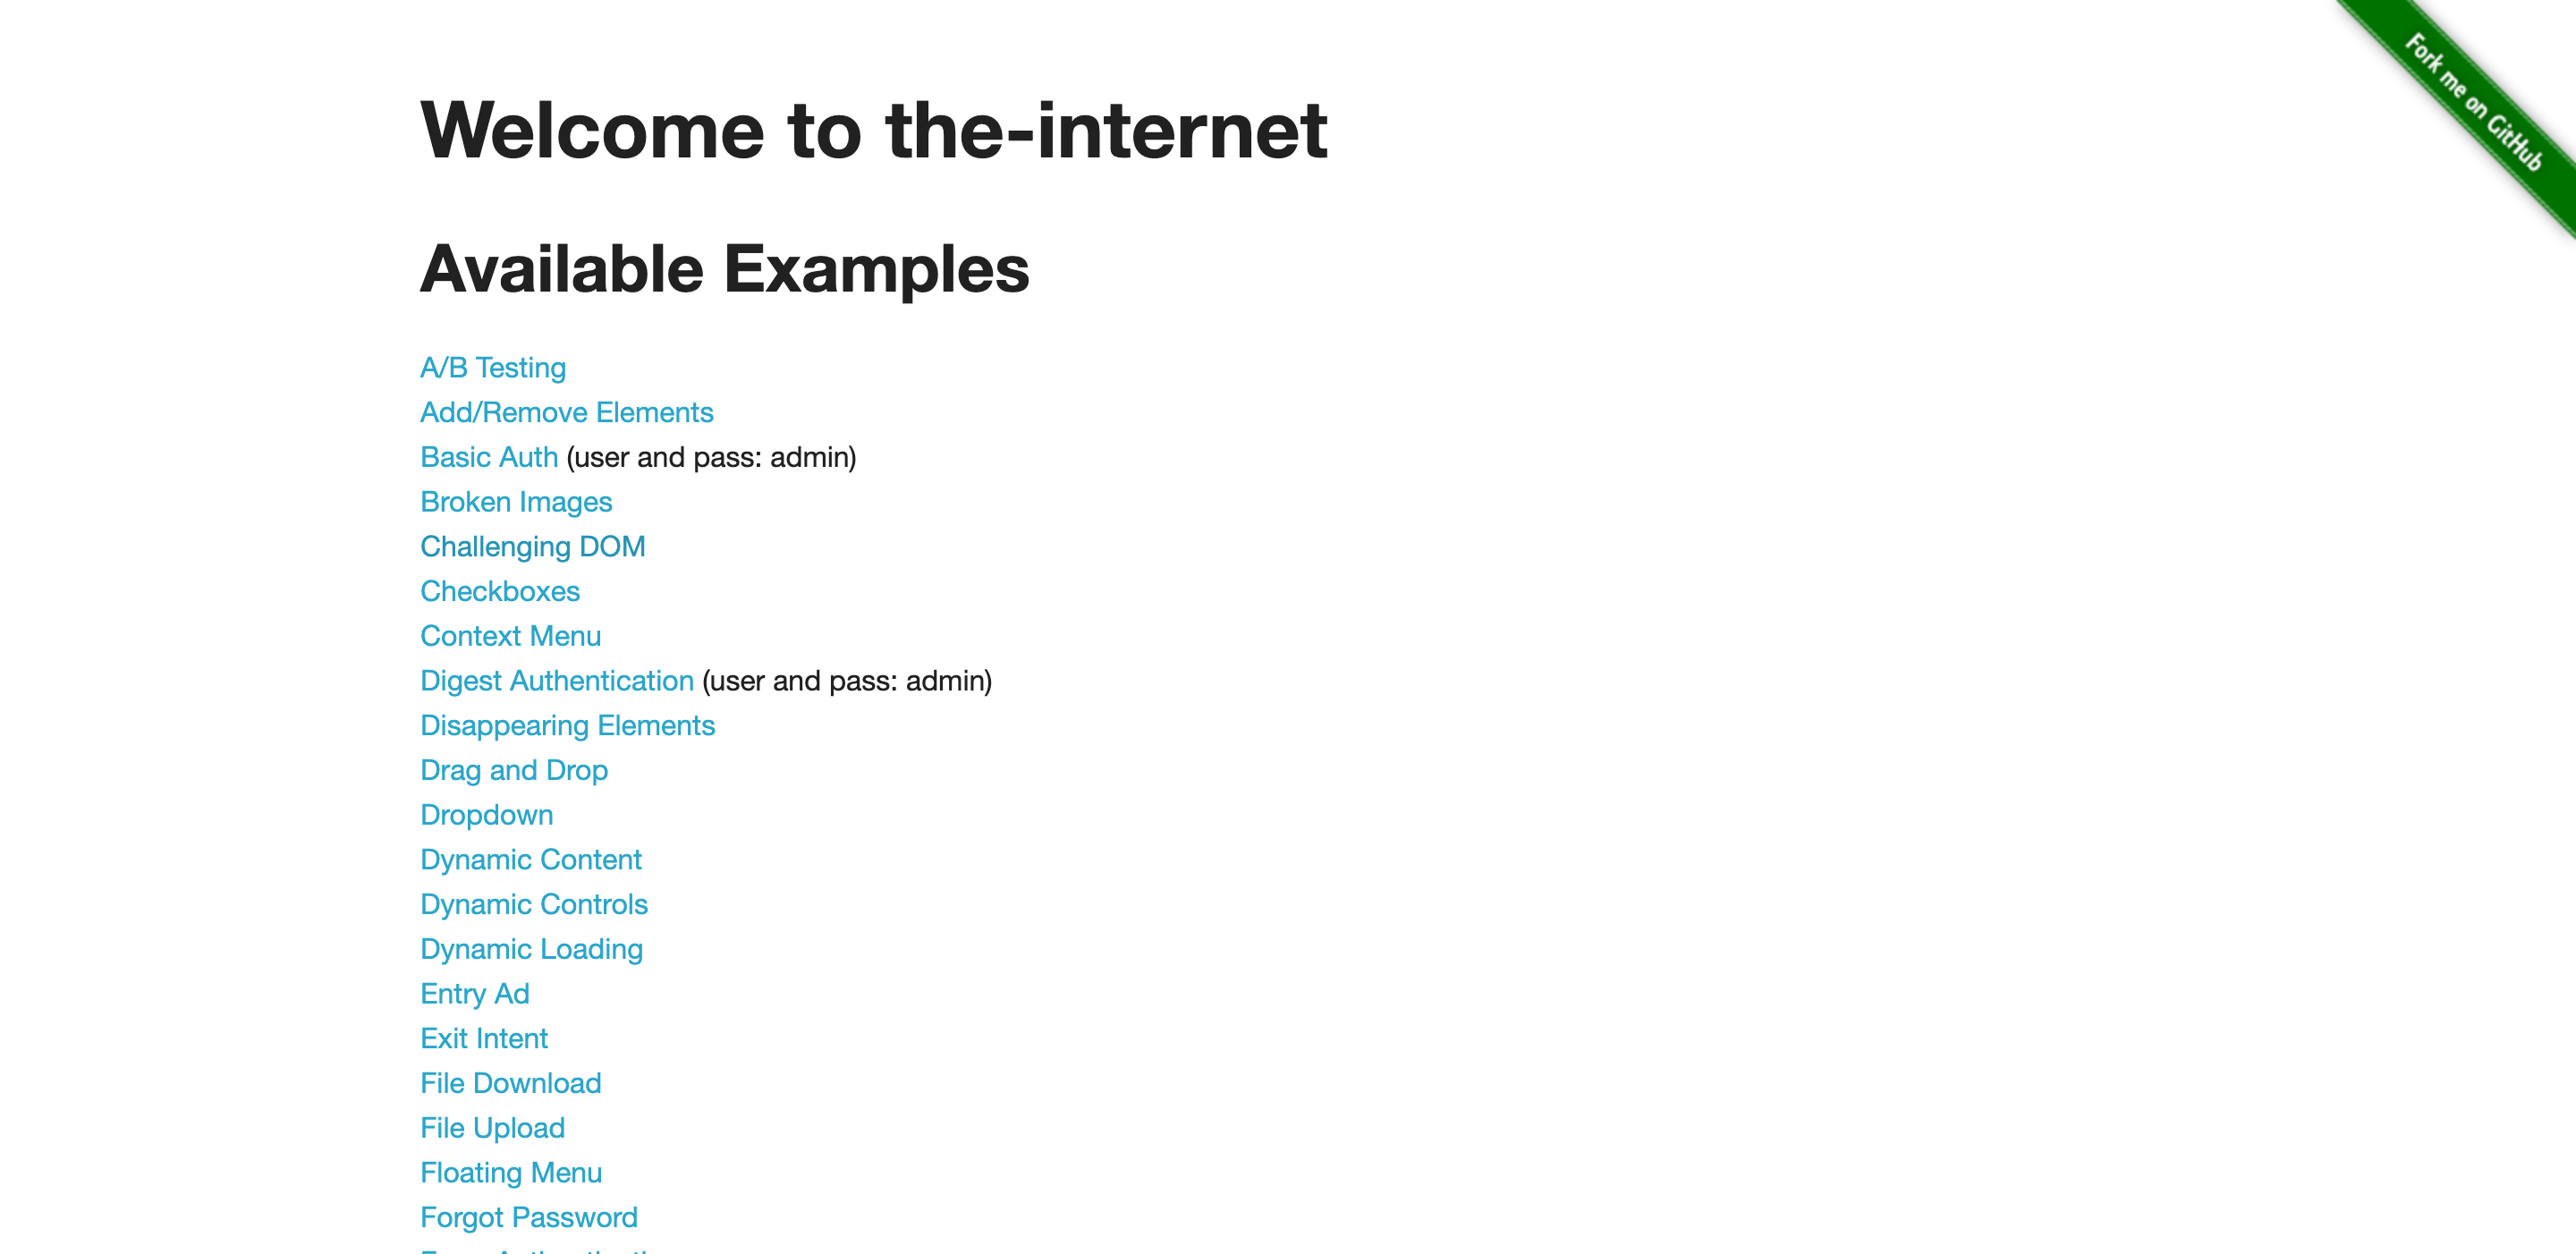 Fork me on GitHub
Welcome to the-internet
Available Examples
A/B Testing
Add/Remove Elements
Basic Auth (user and pass: admin)
Broken Images
Challenging DOM
Checkboxes
Context Menu
Digest Authentication (user and pass: admin)
Disappearing Elements
Drag and Drop
Dropdown
Dynamic Content
Dynamic Controls
Dynamic Loading
Entry Ad
Exit Intent
File Download
File Upload
Floating Menu
Forgot Password